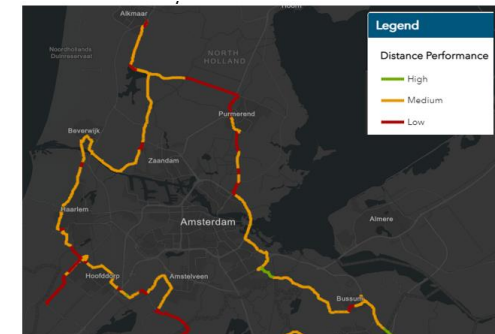 Alkmaar
Legend
Noordhollands
Duinreservaat
NORTH
HOLLAND
Distance Performance
High
Medium
Low
Purmerend
Beverwijk
Zaandam
Haarlem
Amsterdam
Almere
Hoofddorp
Amstelveen
Bussum